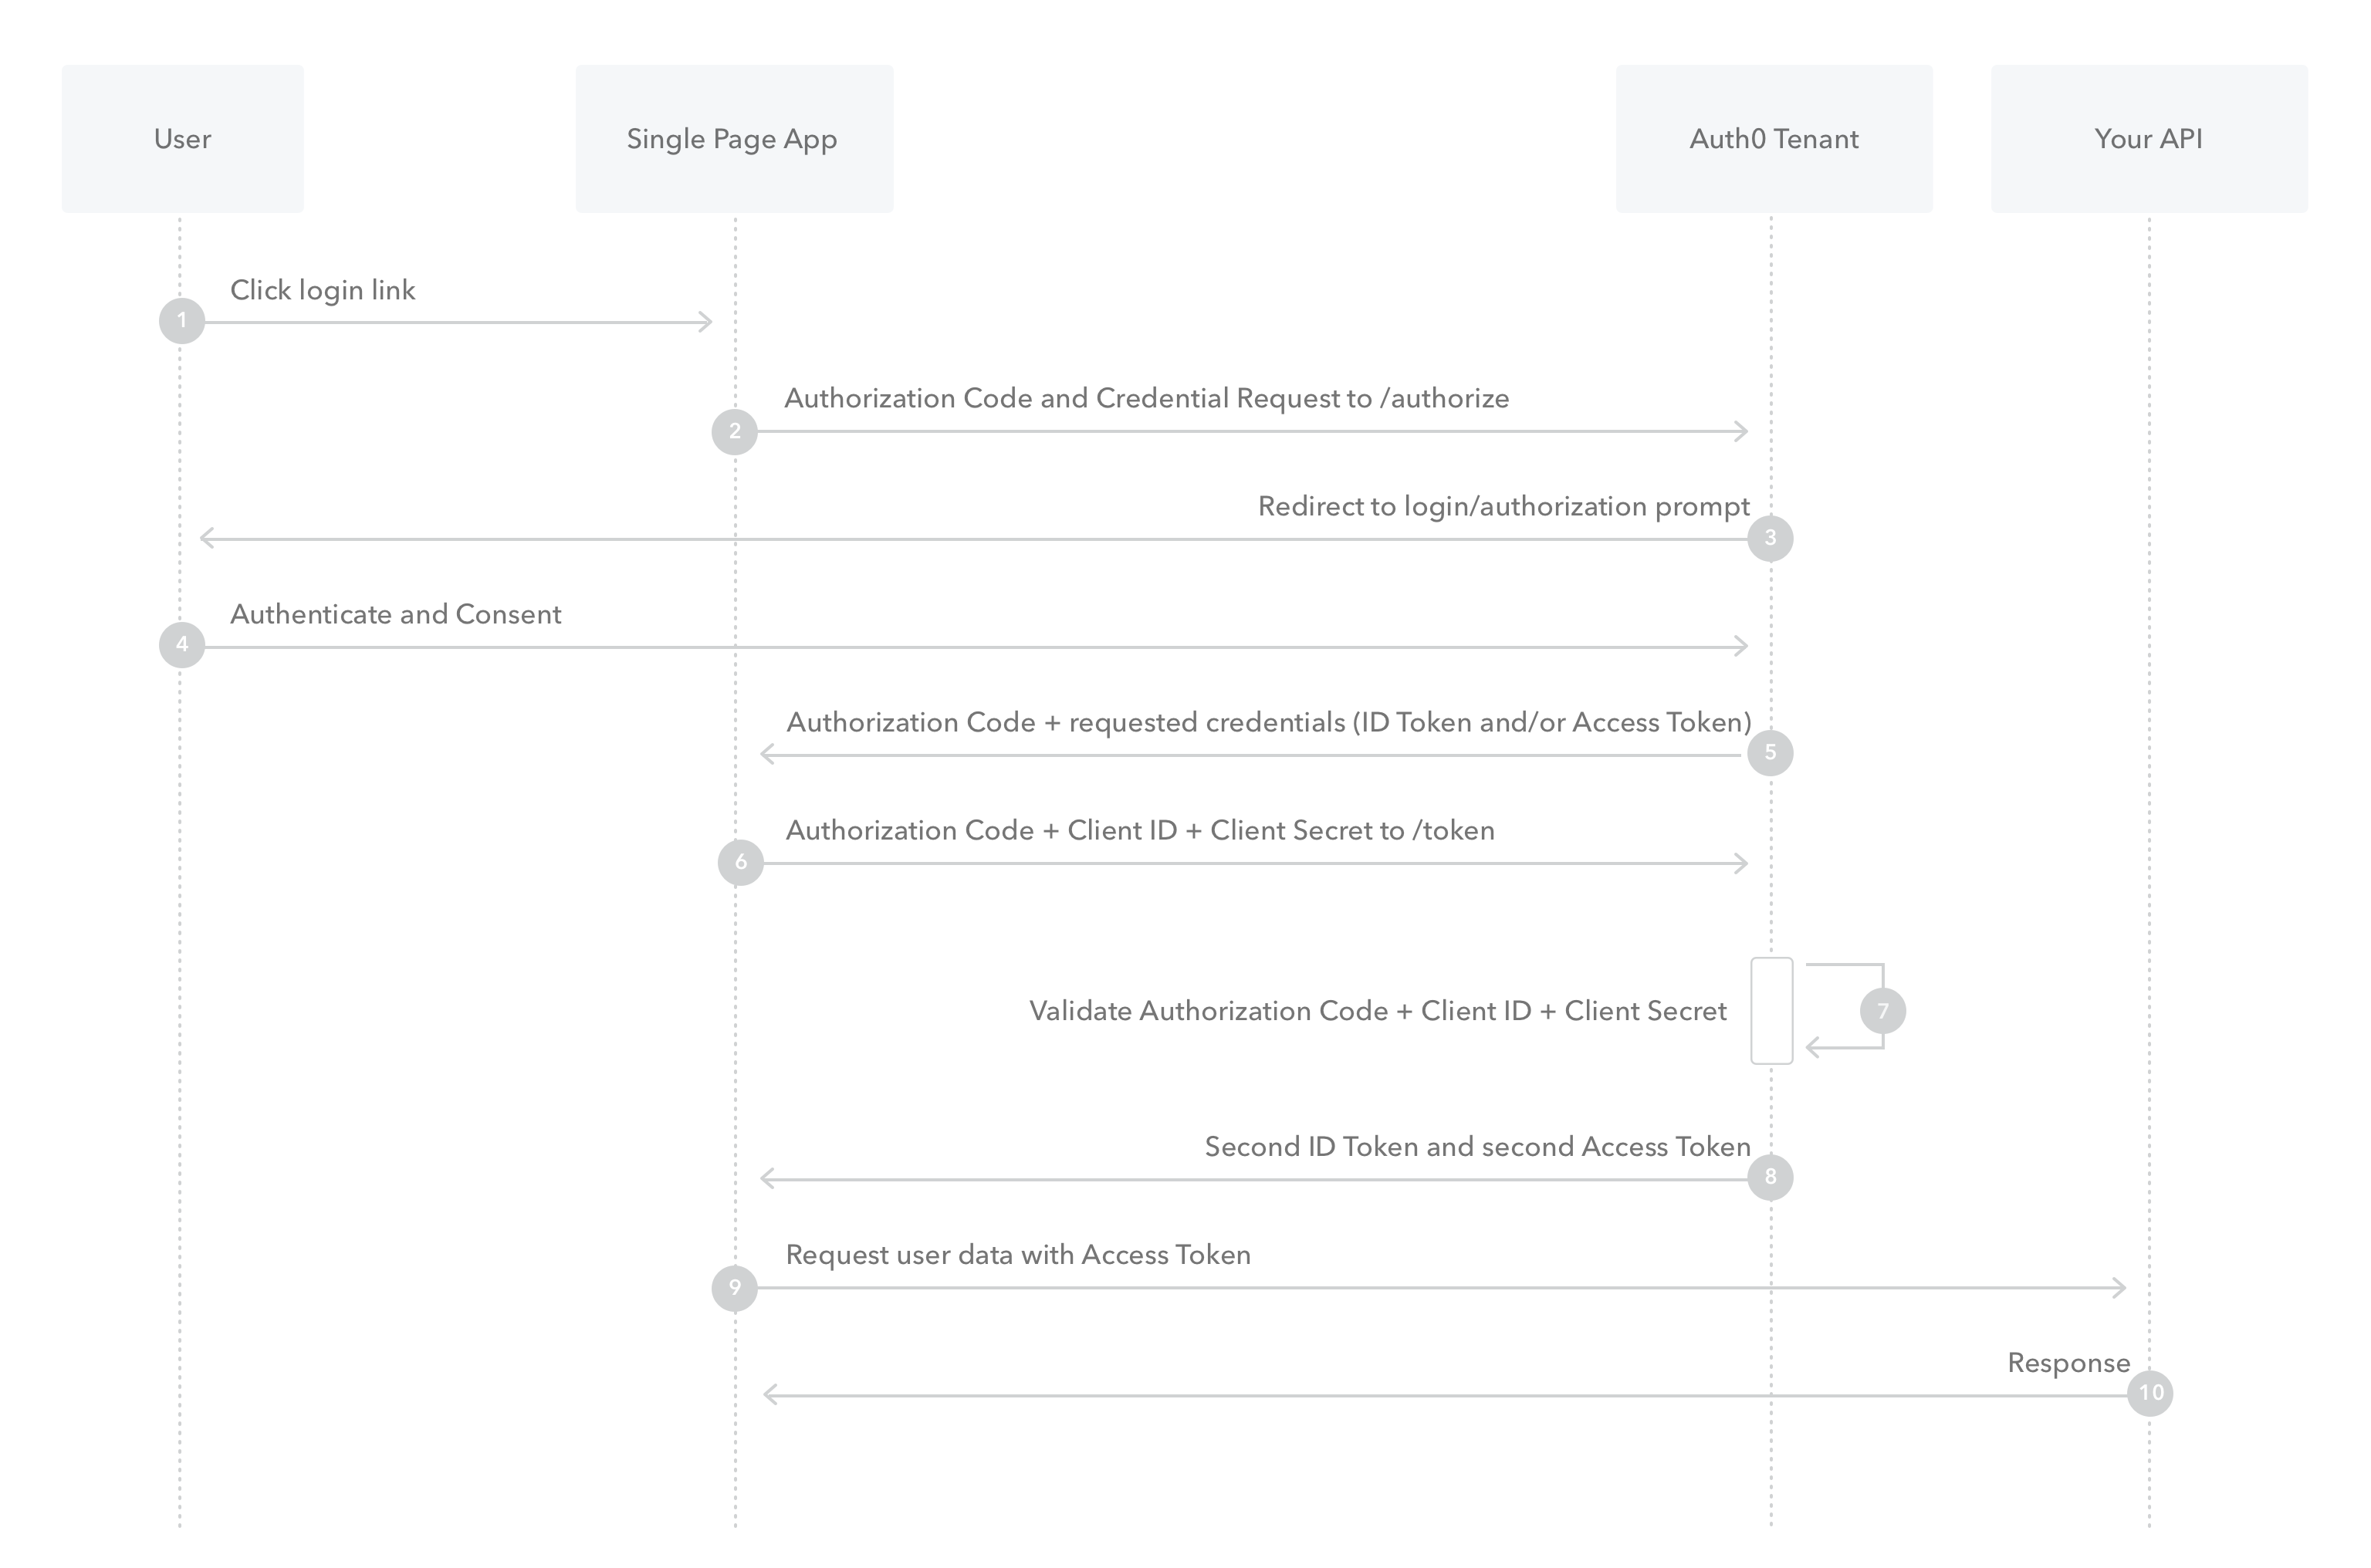 User
Single Page App
Auth0 Tenant
Your API
Click login link
1
Authorization Code and Credential Request to /authorize
2
Redirect to login/authorization prompt
3
Authenticate and Consent
4
Authorization Code + requested credentials (ID Token and/or Access Token)
5
Authorization Code + Client ID + Client Secret to /token
6
Validate Authorization Code + Client ID + Client Secret
7
Second ID Token and second Access Token
8
Request user data with Access Token
9
Response
10